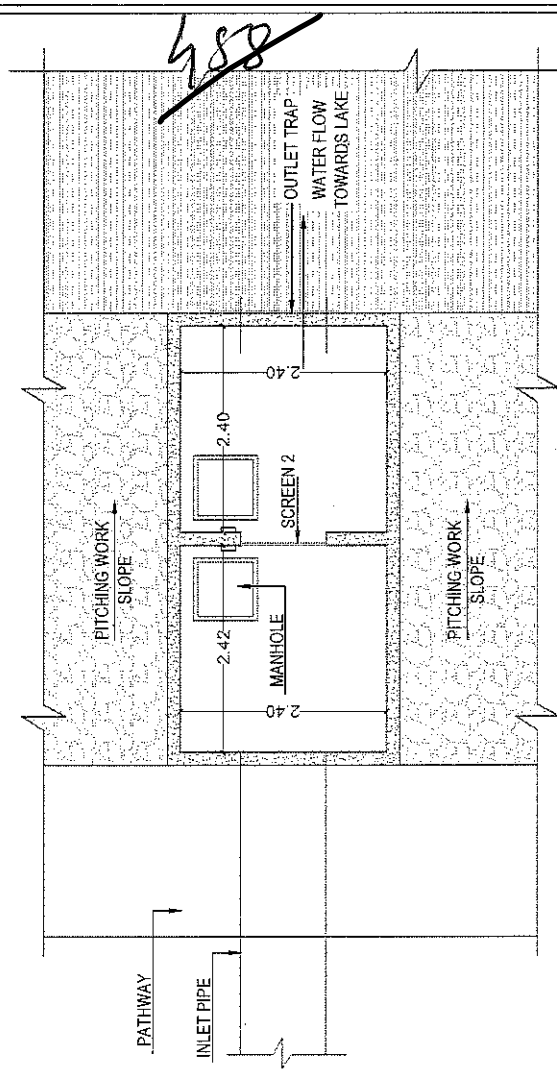 488
OUTLET TRAP
WATER FLOW
TOWARDS LAKE
PITCHING WORK
SLOPE
2.40
2.40
SCREEN 2
2.42
MANHOLE
2.40
PITCHING WORK
SLOPE
PATHWAY
INLET PIPE